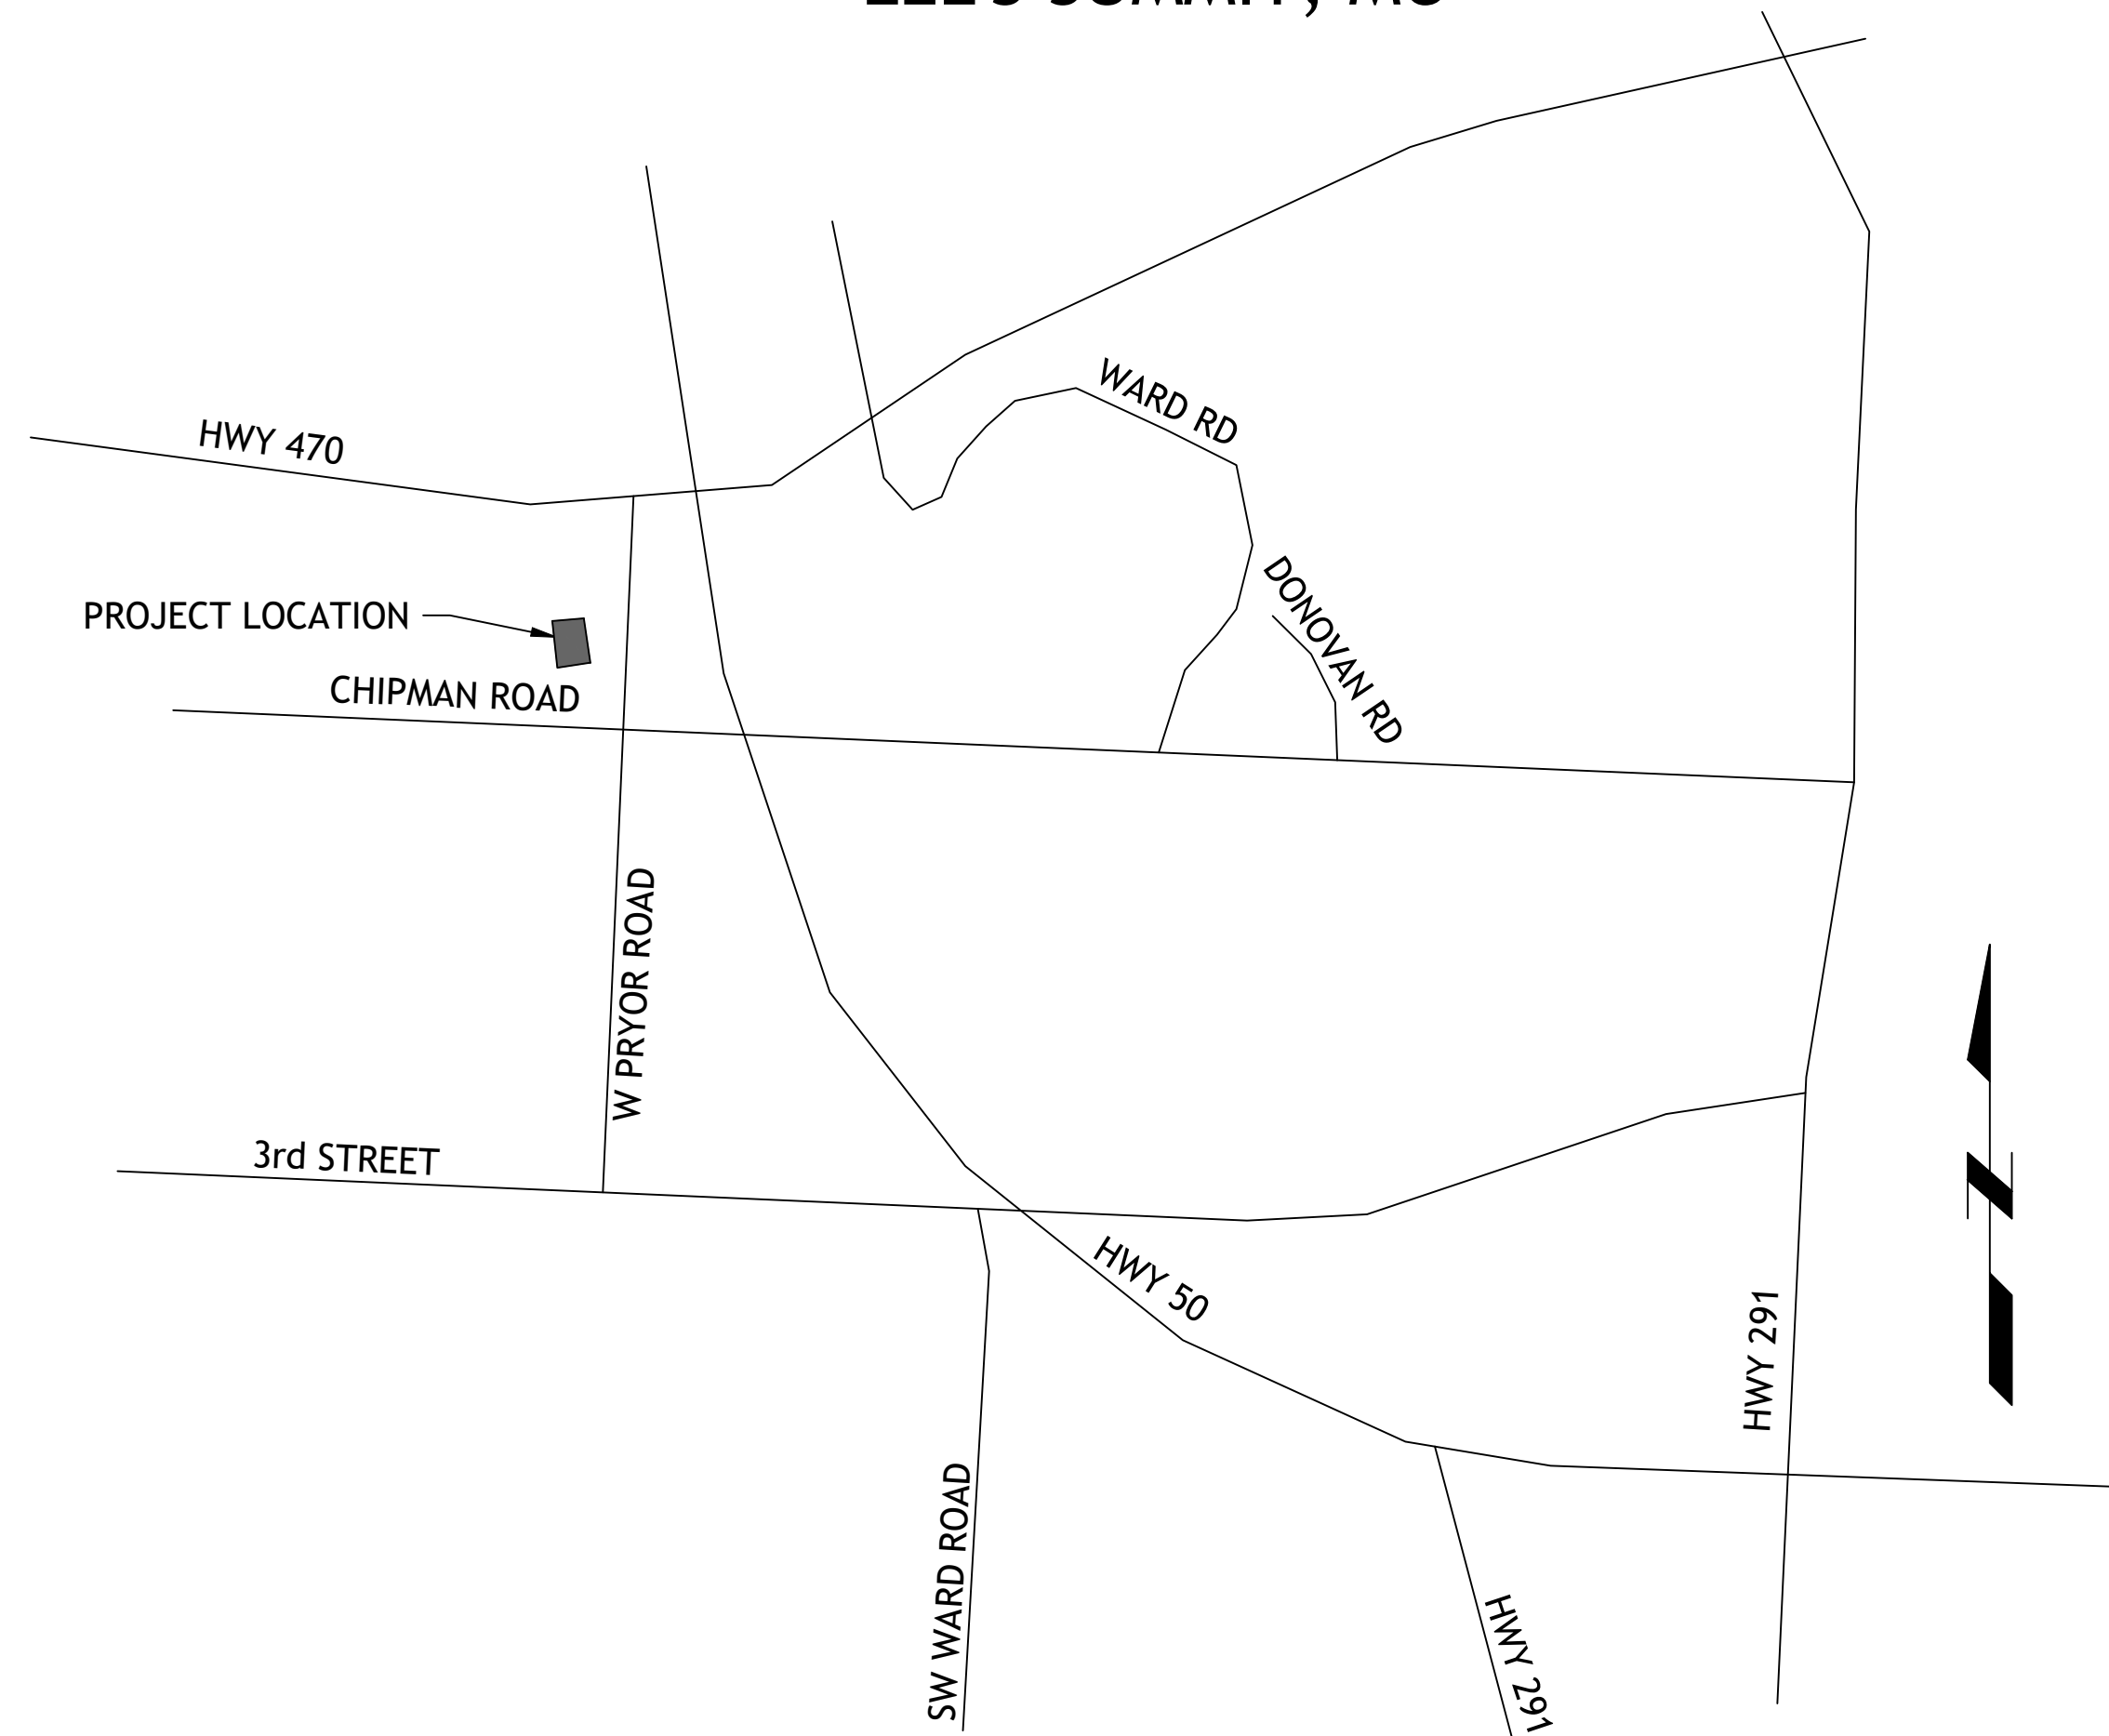 HWY 470
WARD RD
DONOVAN RD
PROJECT LOCATION
CHIPMAN ROAD
W PRYOR ROAD
3rd STREET
HWY 50
HWY 291
SW WARD ROAD
HWY 291
N